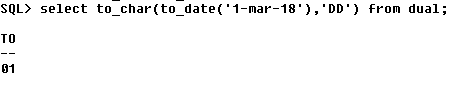 SQL> select to_char(to_date('1-mar-18'),'DD') from dual;
TO
--
01